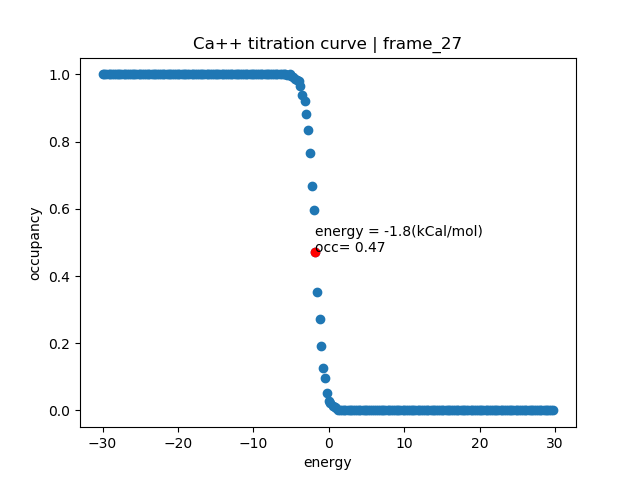 Ca++ titration curve | frame_27
1.0
0.8
0.6
0.4
0.2
0.0
occupancy
energy = -1.8(kCal/mol)
occ= 0.47
−30
−20
−10
0
10
20
30
energy